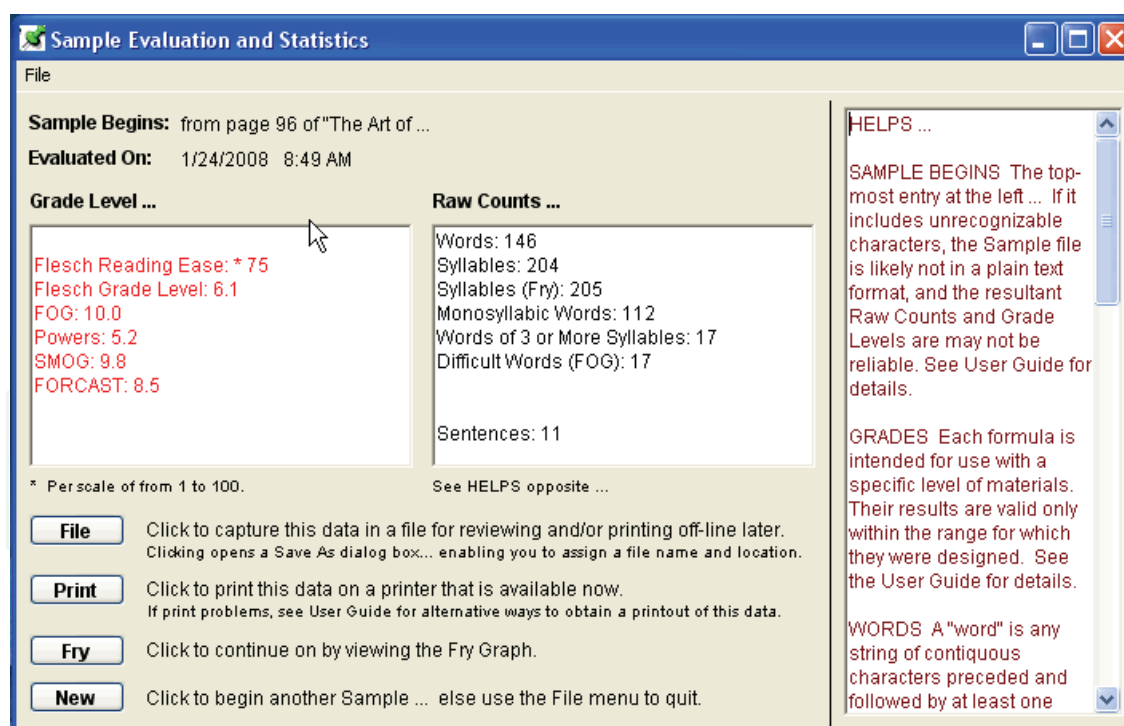 Sample Evaluation and Statistics
File
Sample Begins: from page 96 of "The Art of ...
Evaluated On: 1/24/2008 8:49 AM
Grade Level ...
Flesch Reading Ease: * 75
Flesch Grade Level: 6.1
FOG: 10.0
Powers: 5.2
SMOG: 9.8
FORCAST: 8.5
* Per scale of from 1 to 100.
Raw Counts ...
Words: 146
Syllables: 204
Syllables (Fry): 205
Monosyllabic Words: 112
Words of 3 or More Syllables: 17
Difficult Words (FOG): 17
Sentences: 11
See HELPS opposite ...
File Click to capture this data in a file for reviewing and/or printing off-line later.
Clicking opens a Save As dialog box... enabling you to assign a file name and location.
Print Click to print this data on a printer that is available now.
If print problems, see User Guide for alternative ways to obtain a printout of this data.
Fry Click to continue on by viewing the Fry Graph.
New Click to begin another Sample ... else use the File menu to quit.
HELPS ...
SAMPLE BEGINS The top-
most entry at the left ... If it
includes unrecognizable
characters, the Sample file
is likely not in a plain text
format, and the resultant
Raw Counts and Grade
Levels are may not be
reliable. See User Guide for
details.
GRADES Each formula is
intended for use with a
specific level of materials.
Their results are valid only
within the range for which
they were designed. See
the User Guide for details.
WORDS A "word" is any
string of contiquous
characters preceded and
followed by at least one